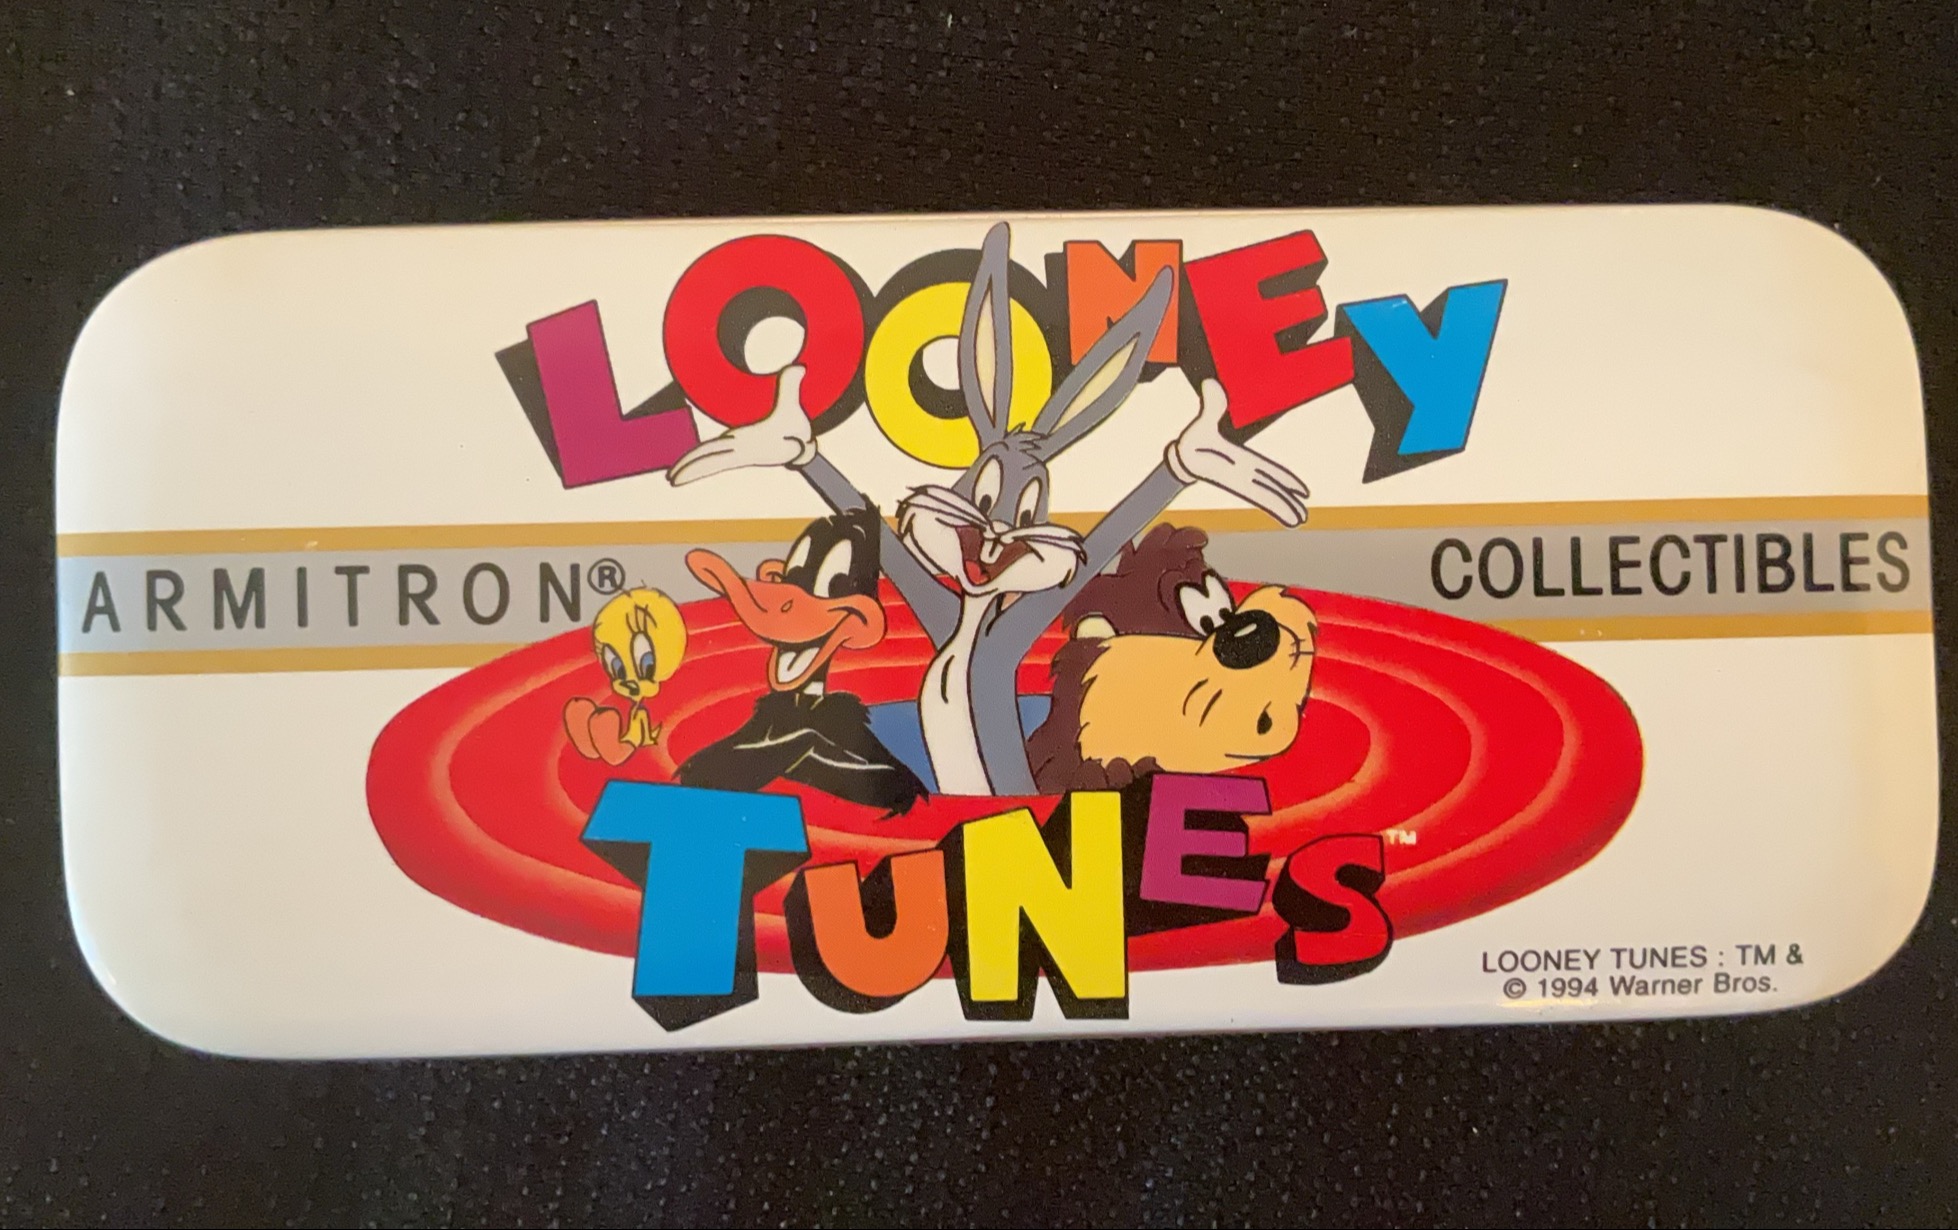 LOONEY
ARMITRON®
COLLECTIBLES
TUNES™
LOONEY TUNES : TM &
© 1994 Warner Bros.